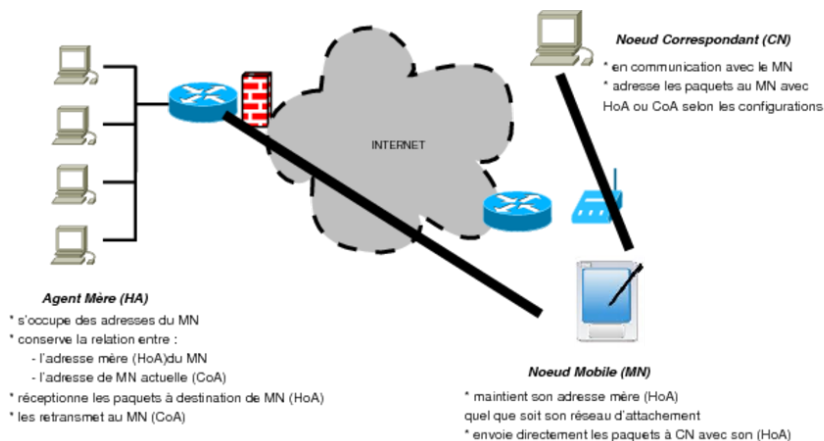 Noeud Correspondant (CN)
* en communication avec le MN
* adresse les paquets au MN avec
HoA ou CoA selon les configurations
INTERNET
Agent Mère (HA)
* s'occupe des adresses du MN
* conserve la relation entre :
- l'adresse mère (HoA)du MN
- l'adresse de MN actuelle (CoA)
* réceptionne les paquets à destination de MN (HoA)
* les retransmet au MN (CoA)
Noeud Mobile (MN)
* maintient son adresse mère (HoA)
quel que soit son réseau d'attachement
* envoie directement les paquets à CN avec son (HoA)